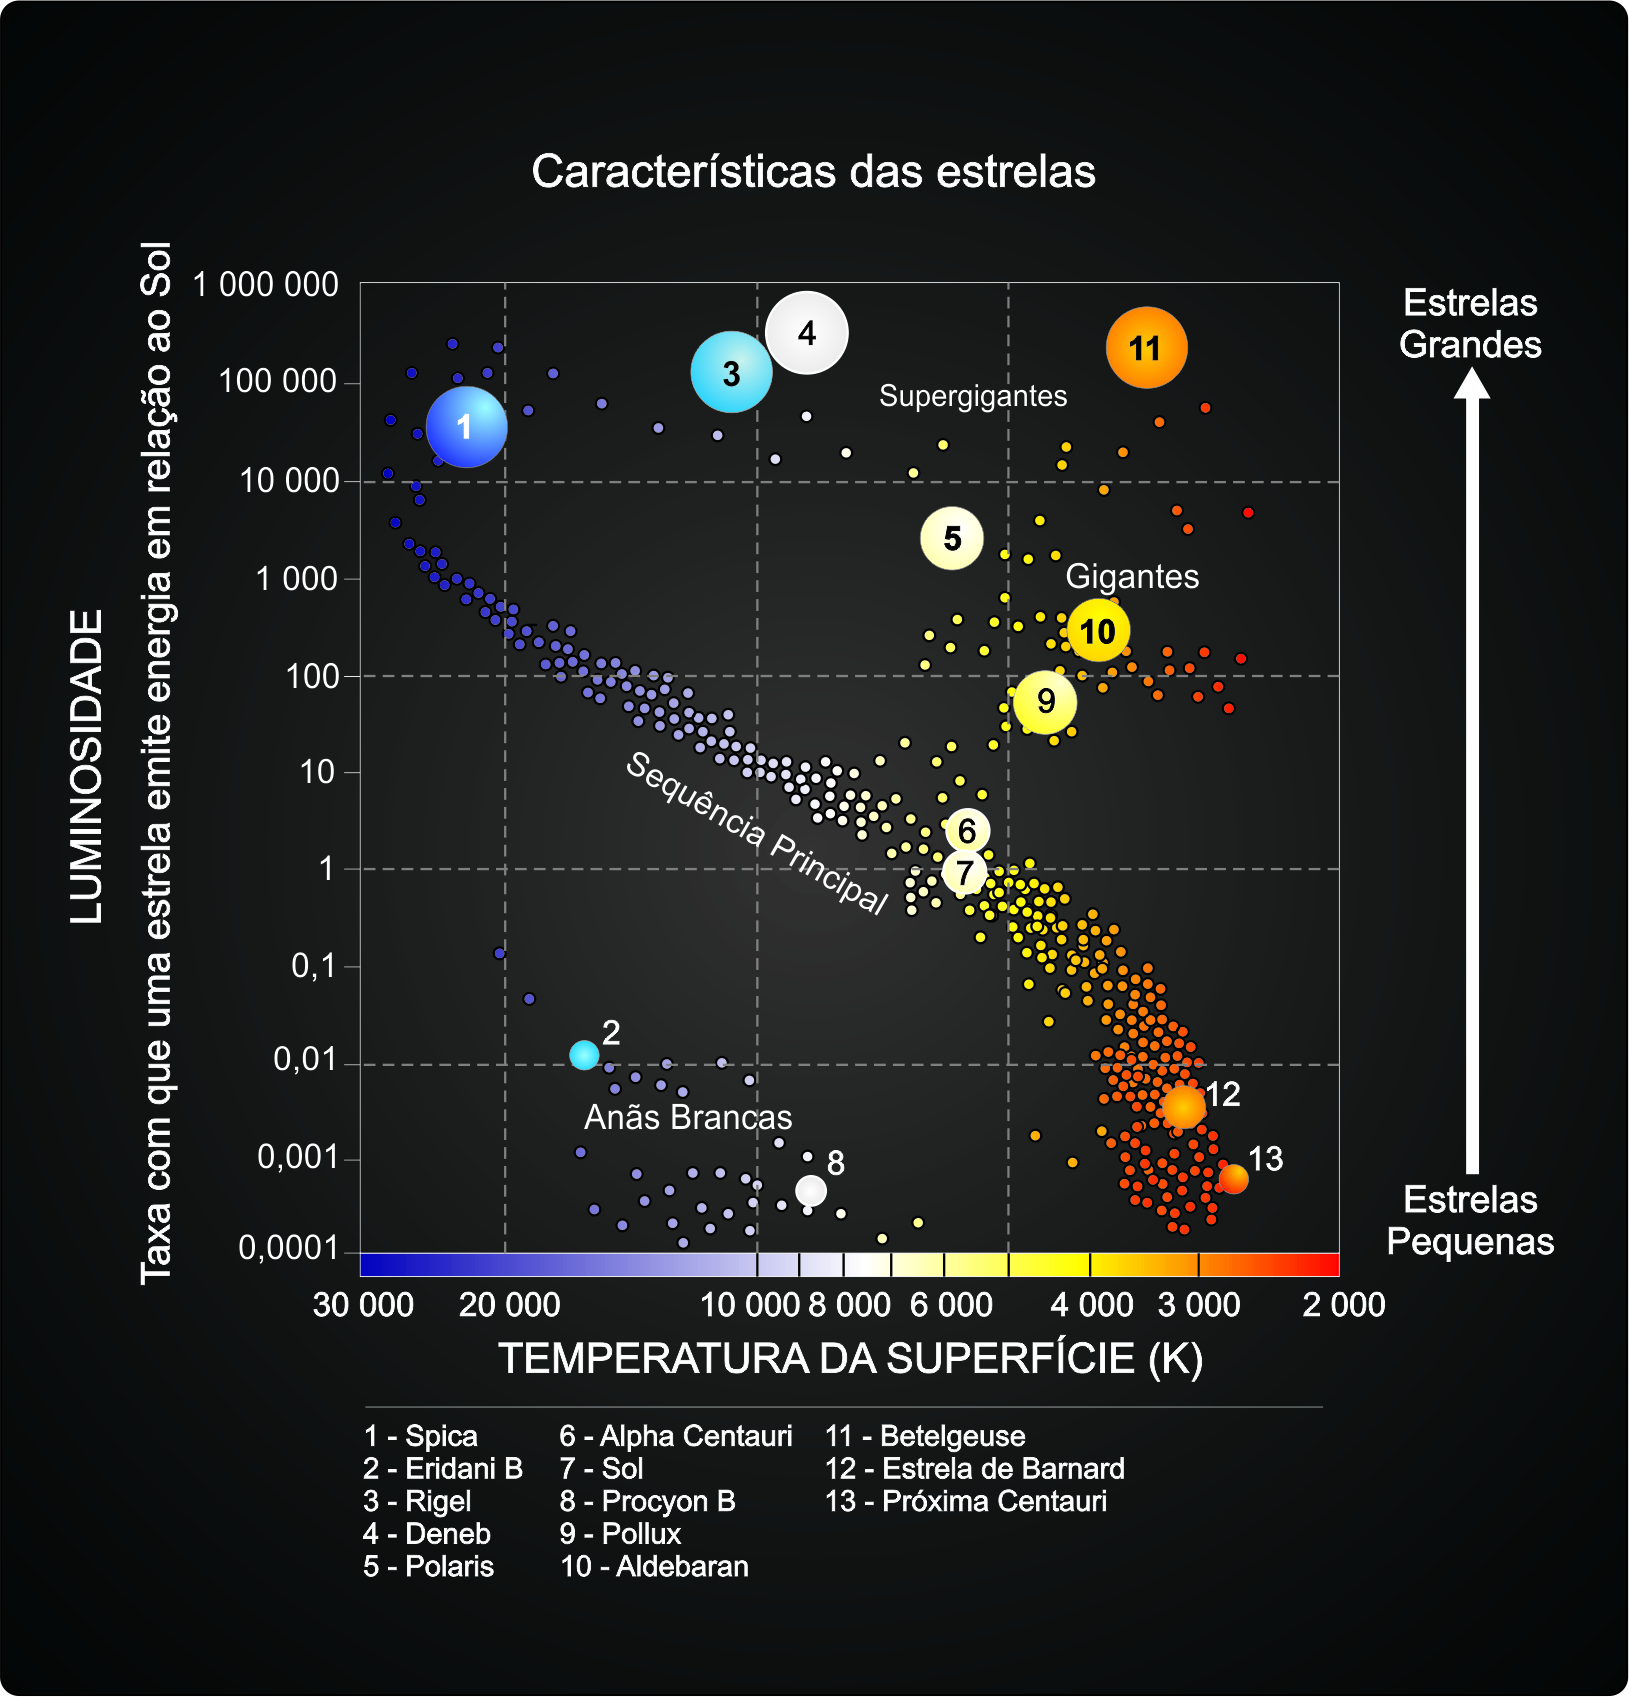 Características das estrelas
LUMINOSIDADE
Taxa com que uma estrela emite energia em relação ao Sol
1 000 000
100 000
10 000
1 000
100
10
1
0,1
0,01
0,001
0,0001
1
2
3
4
5
6
7
8
9
10
11
12
13
Supergigantes
Gigantes
Sequência Principal
Anãs Brancas
Estrelas
Grandes
Estrelas
Pequenas
30 000 20 000 10 000 8 000 6 000 4 000 3 000 2 000
TEMPERATURA DA SUPERFÍCIE (K)
1 - Spica
2 - Eridani B
3 - Rigel
4 - Deneb
5 - Polaris
6 - Alpha Centauri
7 - Sol
8 - Procyon B
9 - Pollux
10 - Aldebaran
11 - Betelgeuse
12 - Estrela de Barnard
13 - Próxima Centauri